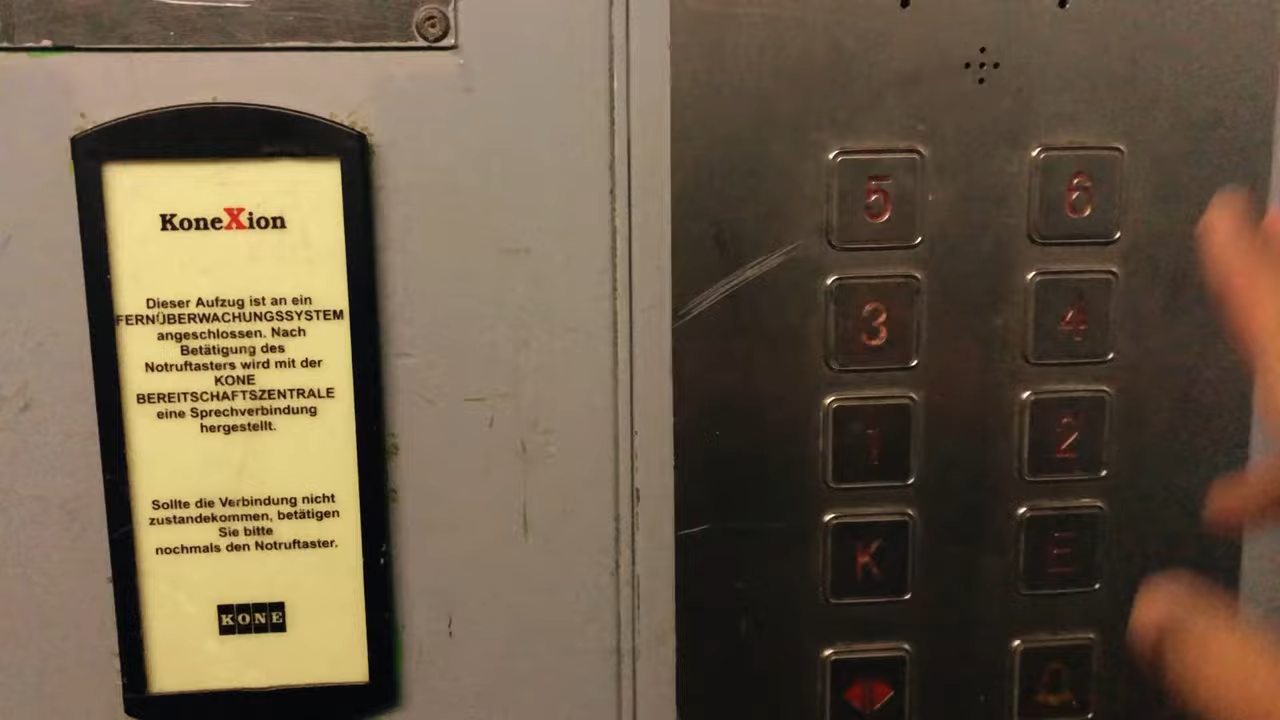 KoneXion
Dieser Aufzug ist an ein
FERNÜBERWACHUNGSSYSTEM
angeschlossen. Nach
Betätigung des
Notruftasters wird mit der
KONE
BEREITSCHAFTSZENTRALE
eine Sprechverbindung
hergestellt.
Sollte die Verbindung nicht
zustandekommen, betätigen
Sie bitte
nochmals den Notruftaster.
KONE
5 6
3 4
1 2
K E